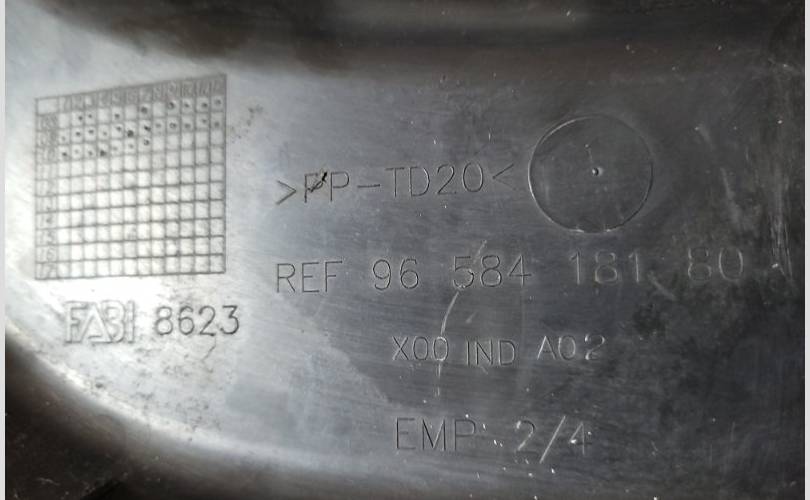 >PP-TD20<
REF 96 584 181 80
FABI 8623
X00 IND A02
EMP 2/4